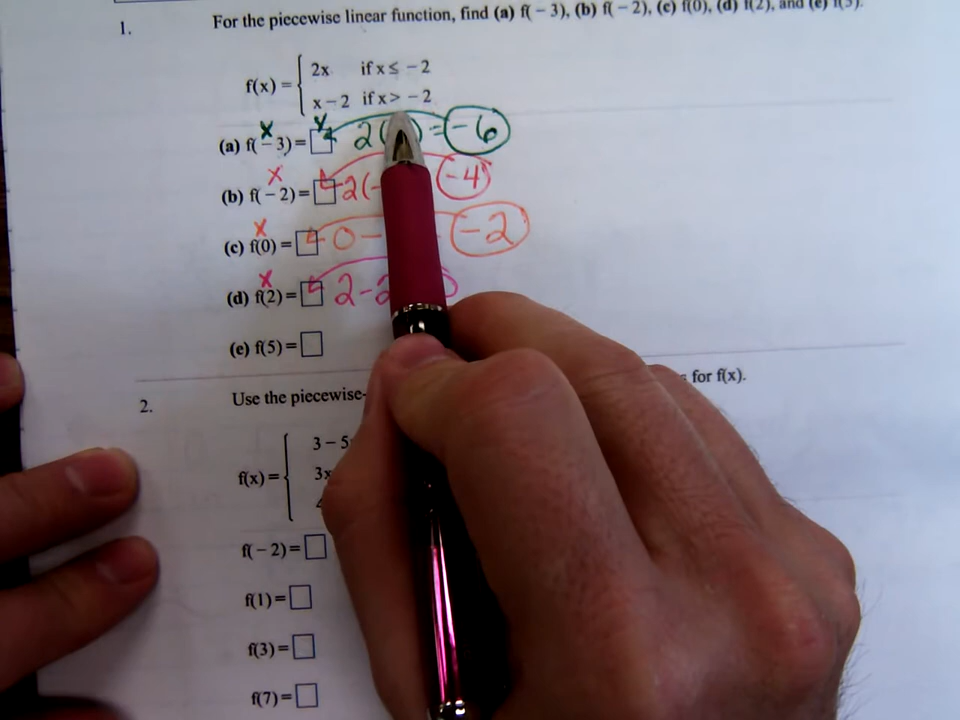 1. For the piecewise linear function, find (a) f( − 3), (b) f( − 2), (c) f(0), (d) f(2), and (e) f(5).
f(x) = { 2x if x ≤ − 2
x − 2 if x > − 2
x y
(a) f( − 3) = □ 2( ) = −6
x
(b) f( − 2) = □ 2(- −4
x
(c) f(0) = □ 0 − −2
x
(d) f(2) = □ 2 − 2
(e) f(5) = □
2. Use the piecewise- for f(x).
3 − 5
f(x) = { 3x
f( − 2) = □
f(1) = □
f(3) = □
f(7) = □